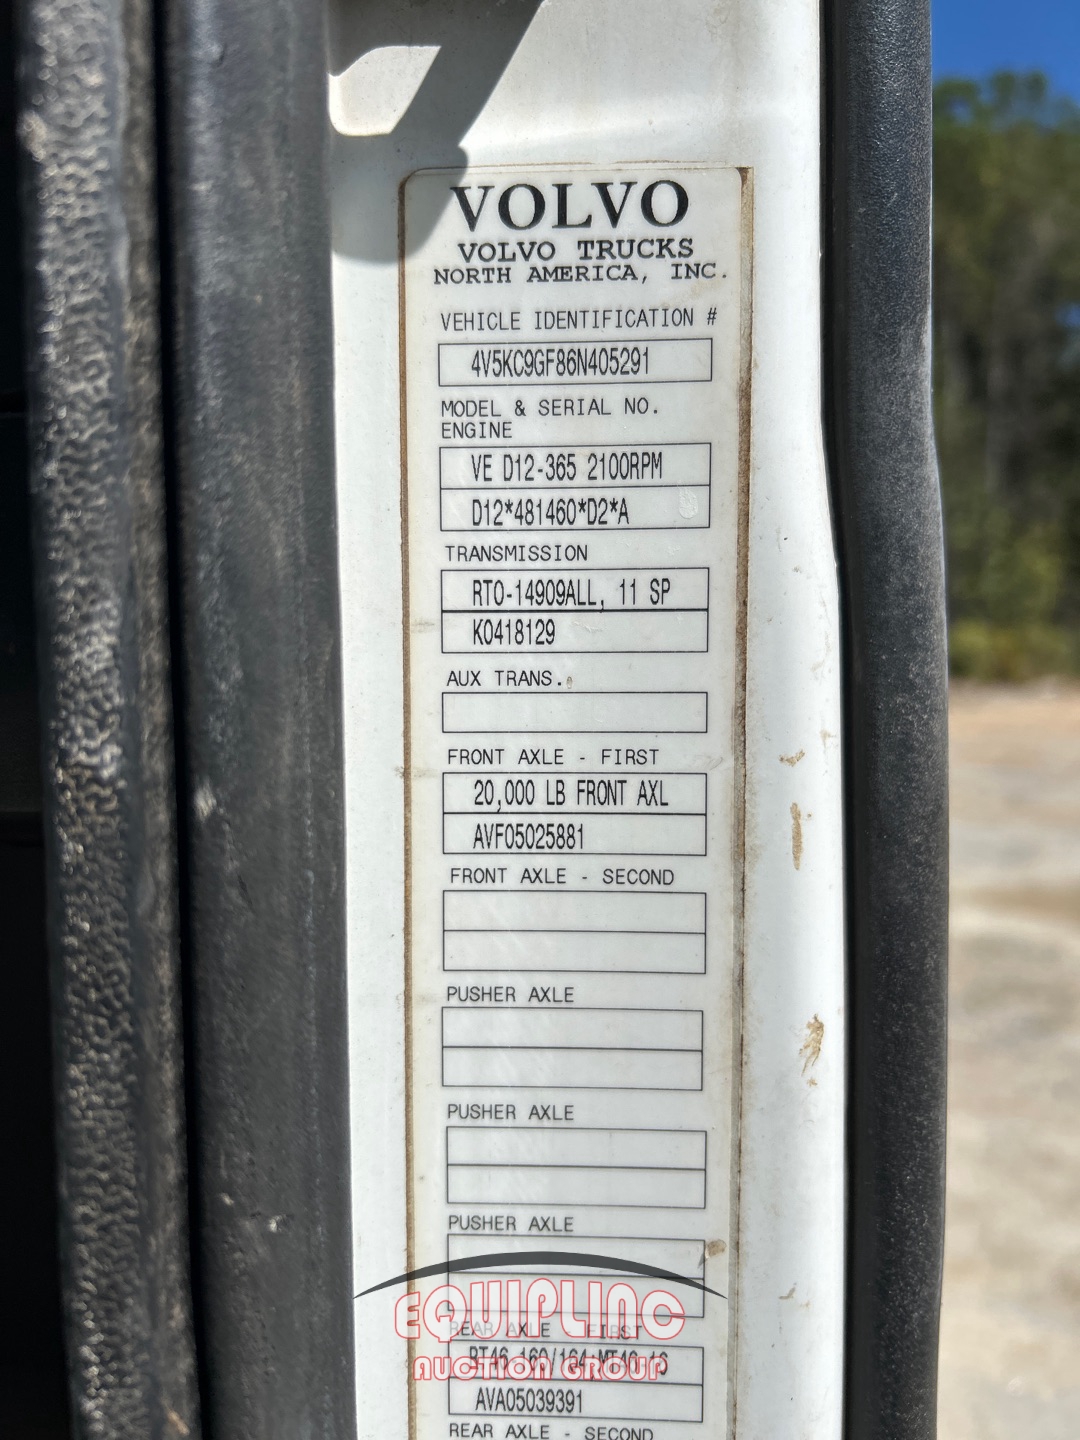 VOLVO
VOLVO TRUCKS
NORTH AMERICA, INC.
VEHICLE IDENTIFICATION #
4V5KC9GF86N405291
MODEL & SERIAL NO.
ENGINE
VE D12-365 2100RPM
D12*481460*D2*A
TRANSMISSION
RTO-14909ALL, 11 SP
K0418129
AUX TRANS.
FRONT AXLE - FIRST
20,000 LB FRONT AXL
AVF05025881
FRONT AXLE - SECOND
PUSHER AXLE
PUSHER AXLE
PUSHER AXLE
EQUIPLINC
REAR AXLE FIRST
AUCTION GROUP
AVA05039391
REAR AXLE - SECOND